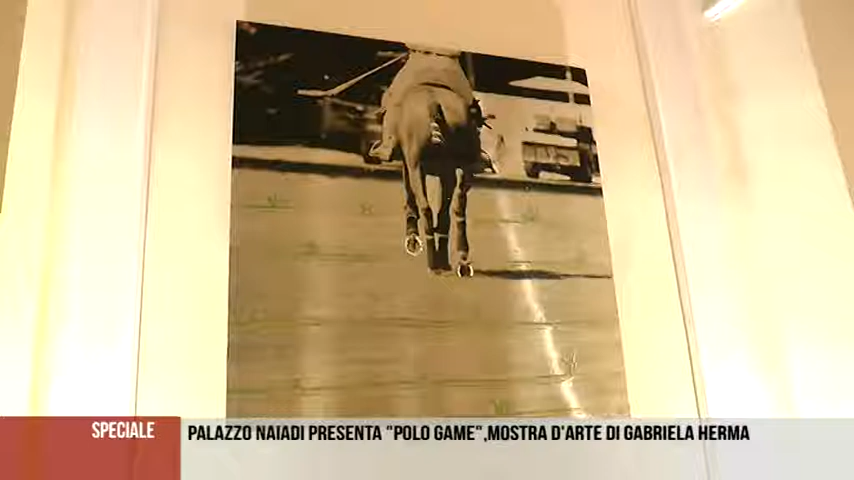 SPECIALE
PALAZZO NAIADI PRESENTA "POLO GAME",MOSTRA D'ARTE DI GABRIELA HERMA